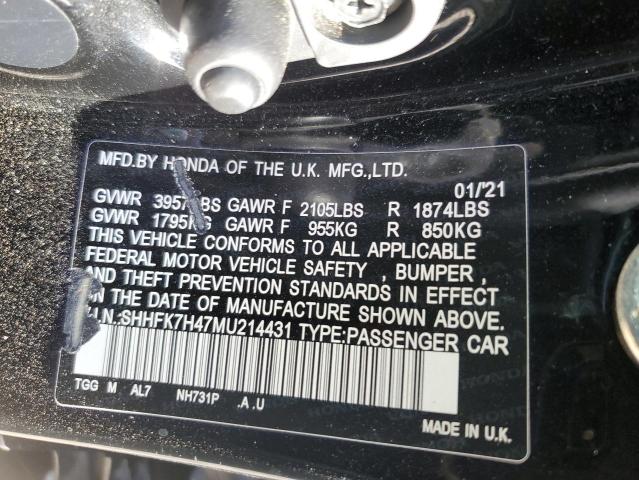 MFD.BY HONDA OF THE U.K. MFG.,LTD.
01/'21
GVWR 3957LBS GAWR F 2105LBS R 1874LBS
GVWR 1795KG GAWR F 955KG R 850KG
THIS VEHICLE CONFORMS TO ALL APPLICABLE
FEDERAL MOTOR VEHICLE SAFETY , BUMPER ,
AND THEFT PREVENTION STANDARDS IN EFFECT
ON THE DATE OF MANUFACTURE SHOWN ABOVE.
V.I.N.:SHHFK7H47MU214431 TYPE:PASSENGER CAR
TGG M AL7 NH731P .A .U
MADE IN U.K.